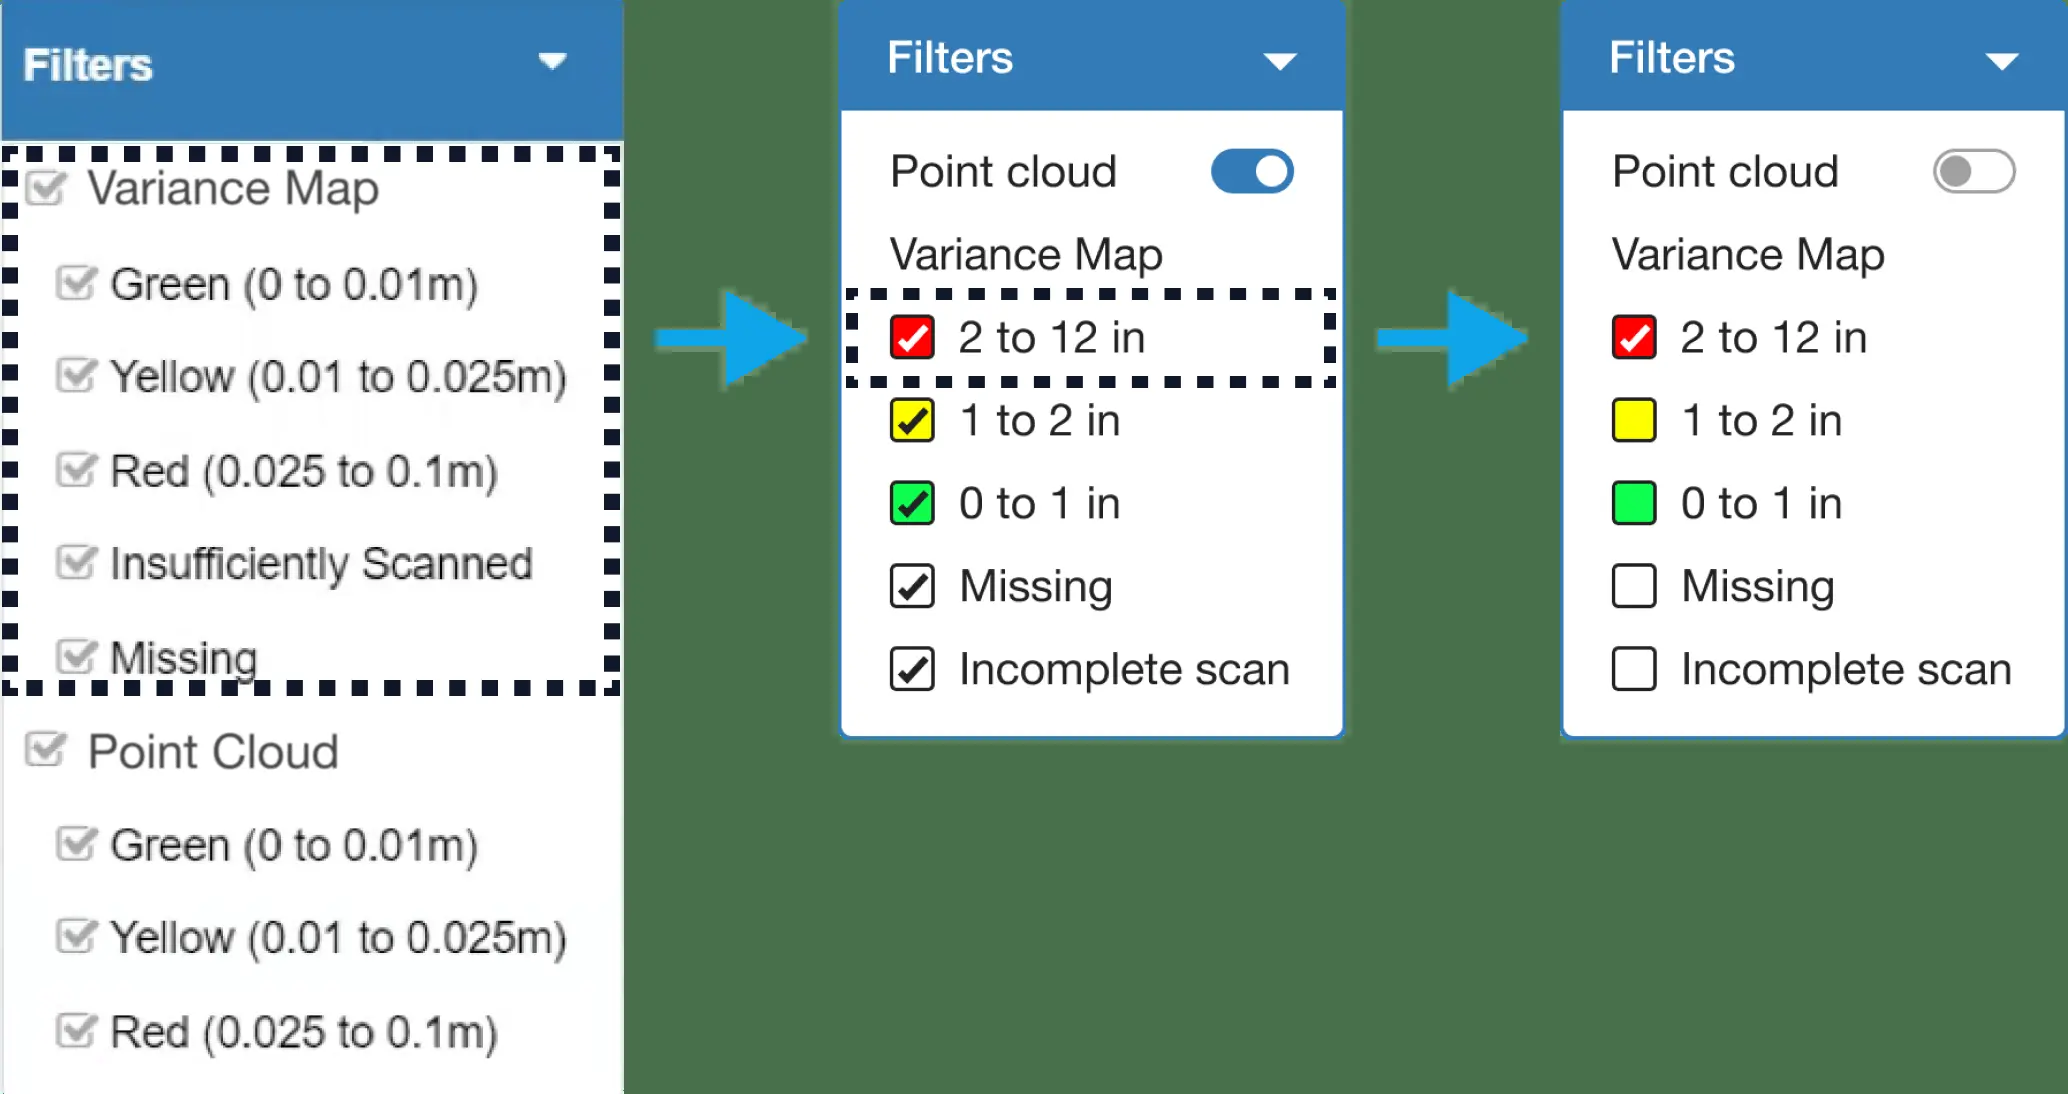 Filters
Variance Map
Green (0 to 0.01m)
Yellow (0.01 to 0.025m)
Red (0.025 to 0.1m)
Insufficiently Scanned
Missing
Point Cloud
Green (0 to 0.01m)
Yellow (0.01 to 0.025m)
Red (0.025 to 0.1m)
Filters
Point cloud
Variance Map
2 to 12 in
1 to 2 in
0 to 1 in
Missing
Incomplete scan
Filters
Point cloud
Variance Map
2 to 12 in
1 to 2 in
0 to 1 in
Missing
Incomplete scan